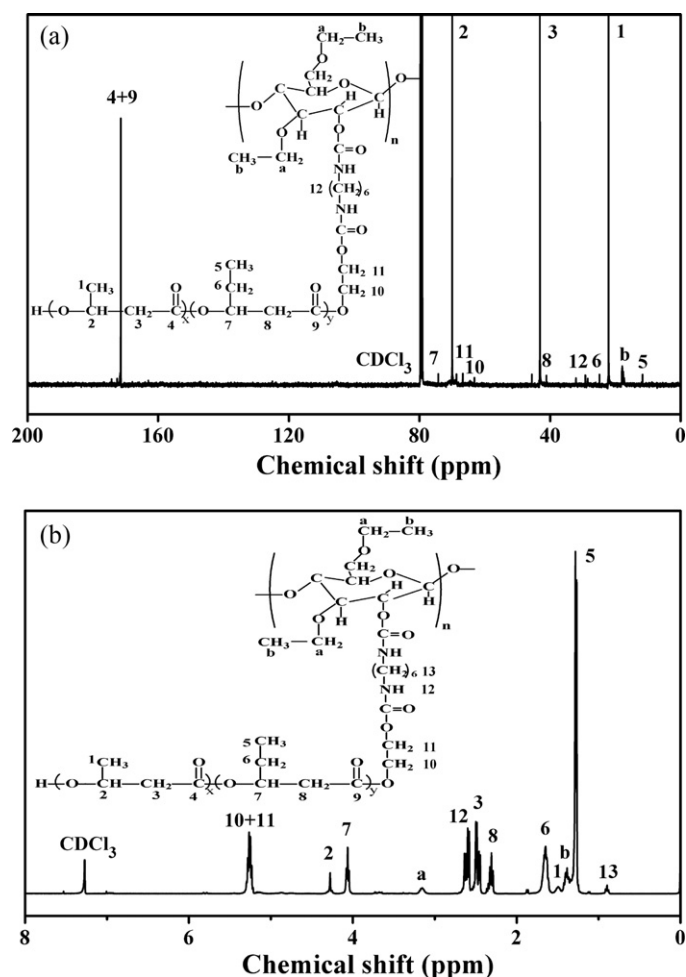 (a)
4+9
2
3
1
a
b
CH2—CH3
O
CH2
O
O
C
C
O
H
H
H
n
O
O
CH3—CH2
b
a
C=O
NH
12 (CH2)6
NH
C=O
O
CH2 11
CH2 10
5 CH3
1 CH3
6 CH2
O
O
H—(O—CH—CH2—C)x(O—CH—CH2—C)y—O
2 3 4 7 8 9
CDCl3
7
11
10
8
12
6
b
5
200 160 120 80 40 0
Chemical shift (ppm)
(b)
5
a
b
CH2—CH3
O
CH2
O
O
C
C
O
H
H
H
n
O
O
CH3—CH2
b
a
C=O
NH
(CH2)6 13
NH 12
C=O
O
CH2 11
CH2 10
5 CH3
1 CH3
6 CH2
O
O
H—(O—CH—CH2—C)x(O—CH—CH2—C)y—O
2 3 4 7 8 9
CDCl3
10+11
2
7
a
12
3
8
6
1
b
13
8 6 4 2 0
Chemical shift (ppm)